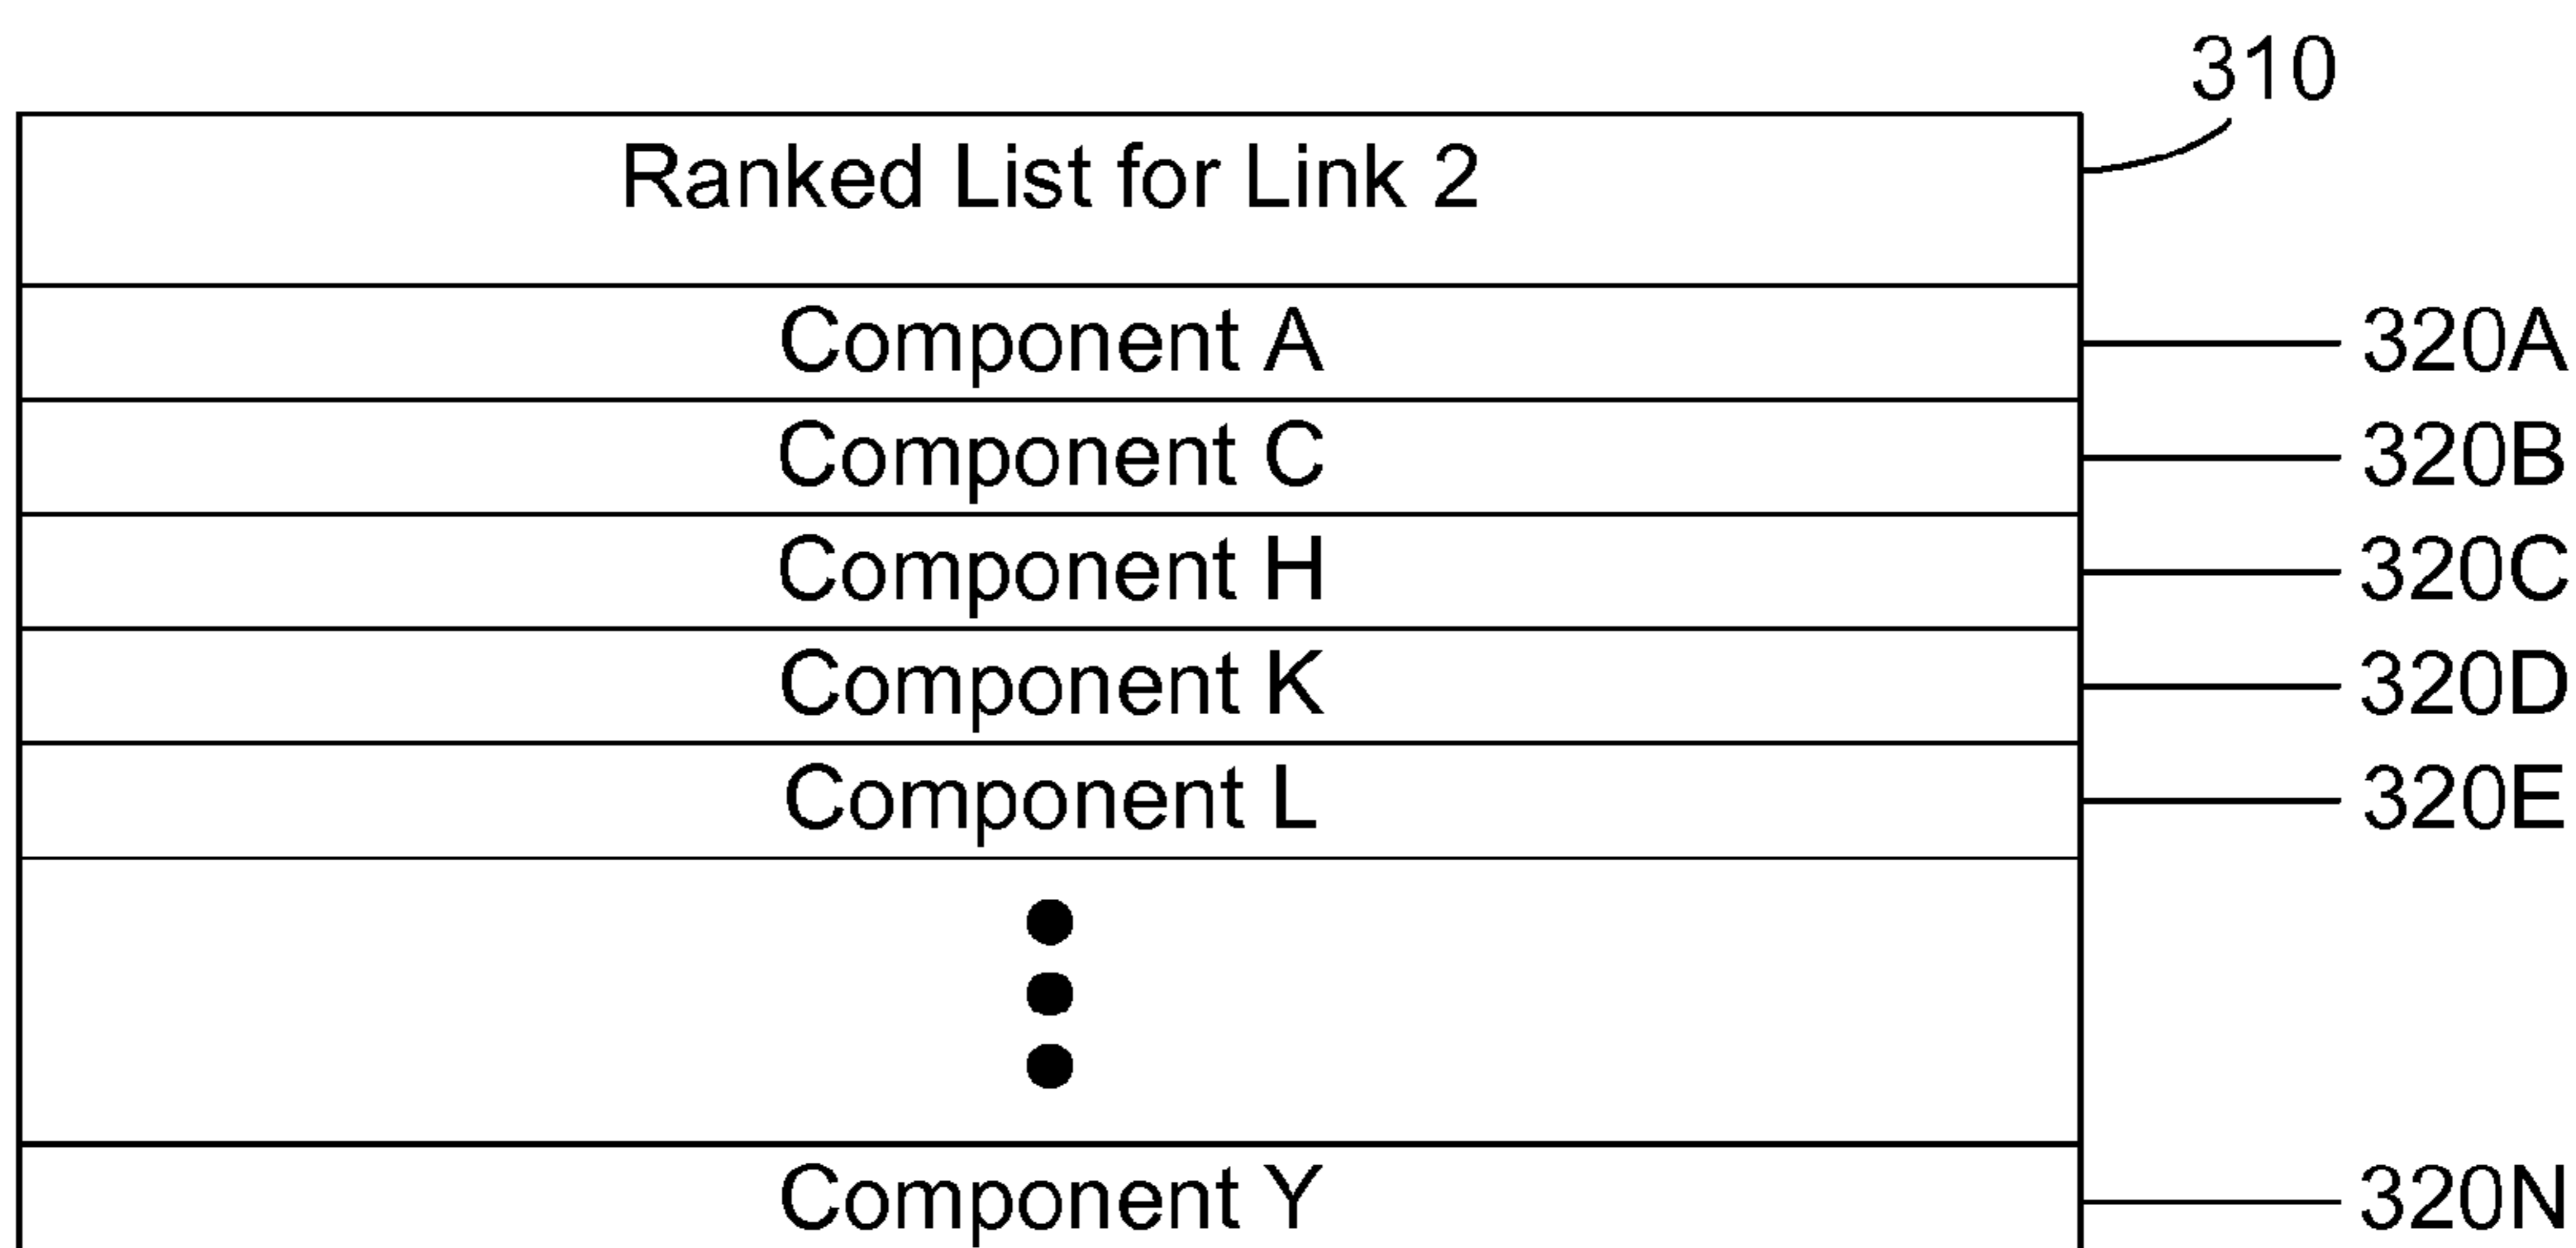 310
Ranked List for Link 2
Component A 320A
Component C 320B
Component H 320C
Component K 320D
Component L 320E
Component Y 320N